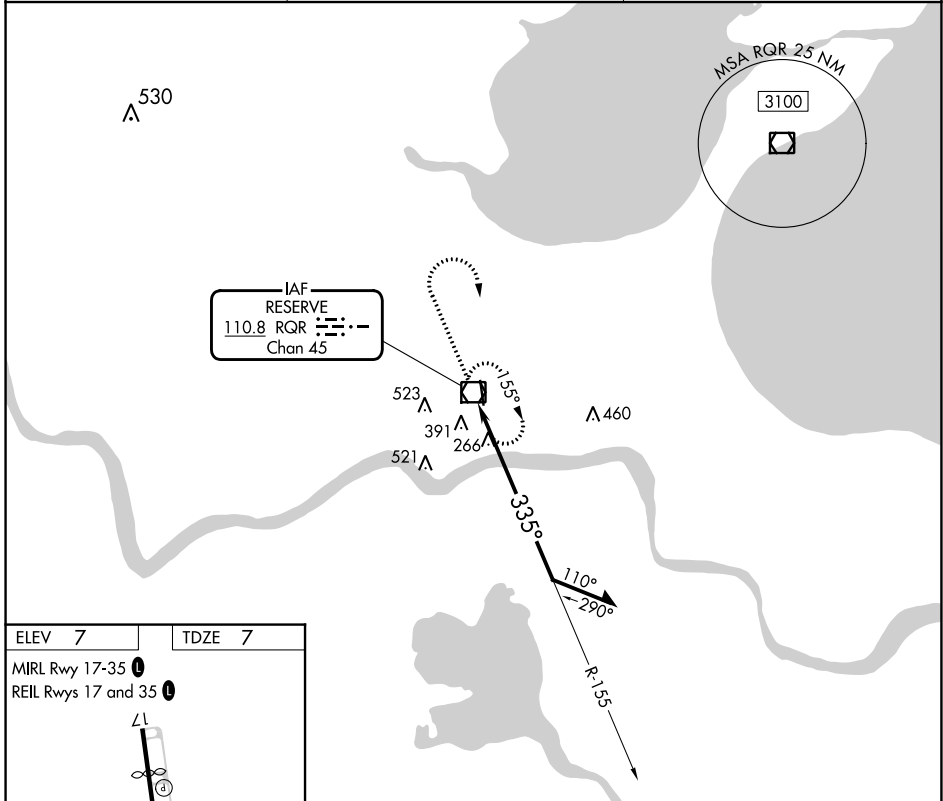 MSA RQR 25 NM
3100
530
IAF
RESERVE
110.8 RQR
Chan 45
155°
523
391
266
460
521
335°
110°
290°
R-155
ELEV 7
TDZE 7
MIRL Rwy 17-35 L
REIL Rwys 17 and 35 L
17
P